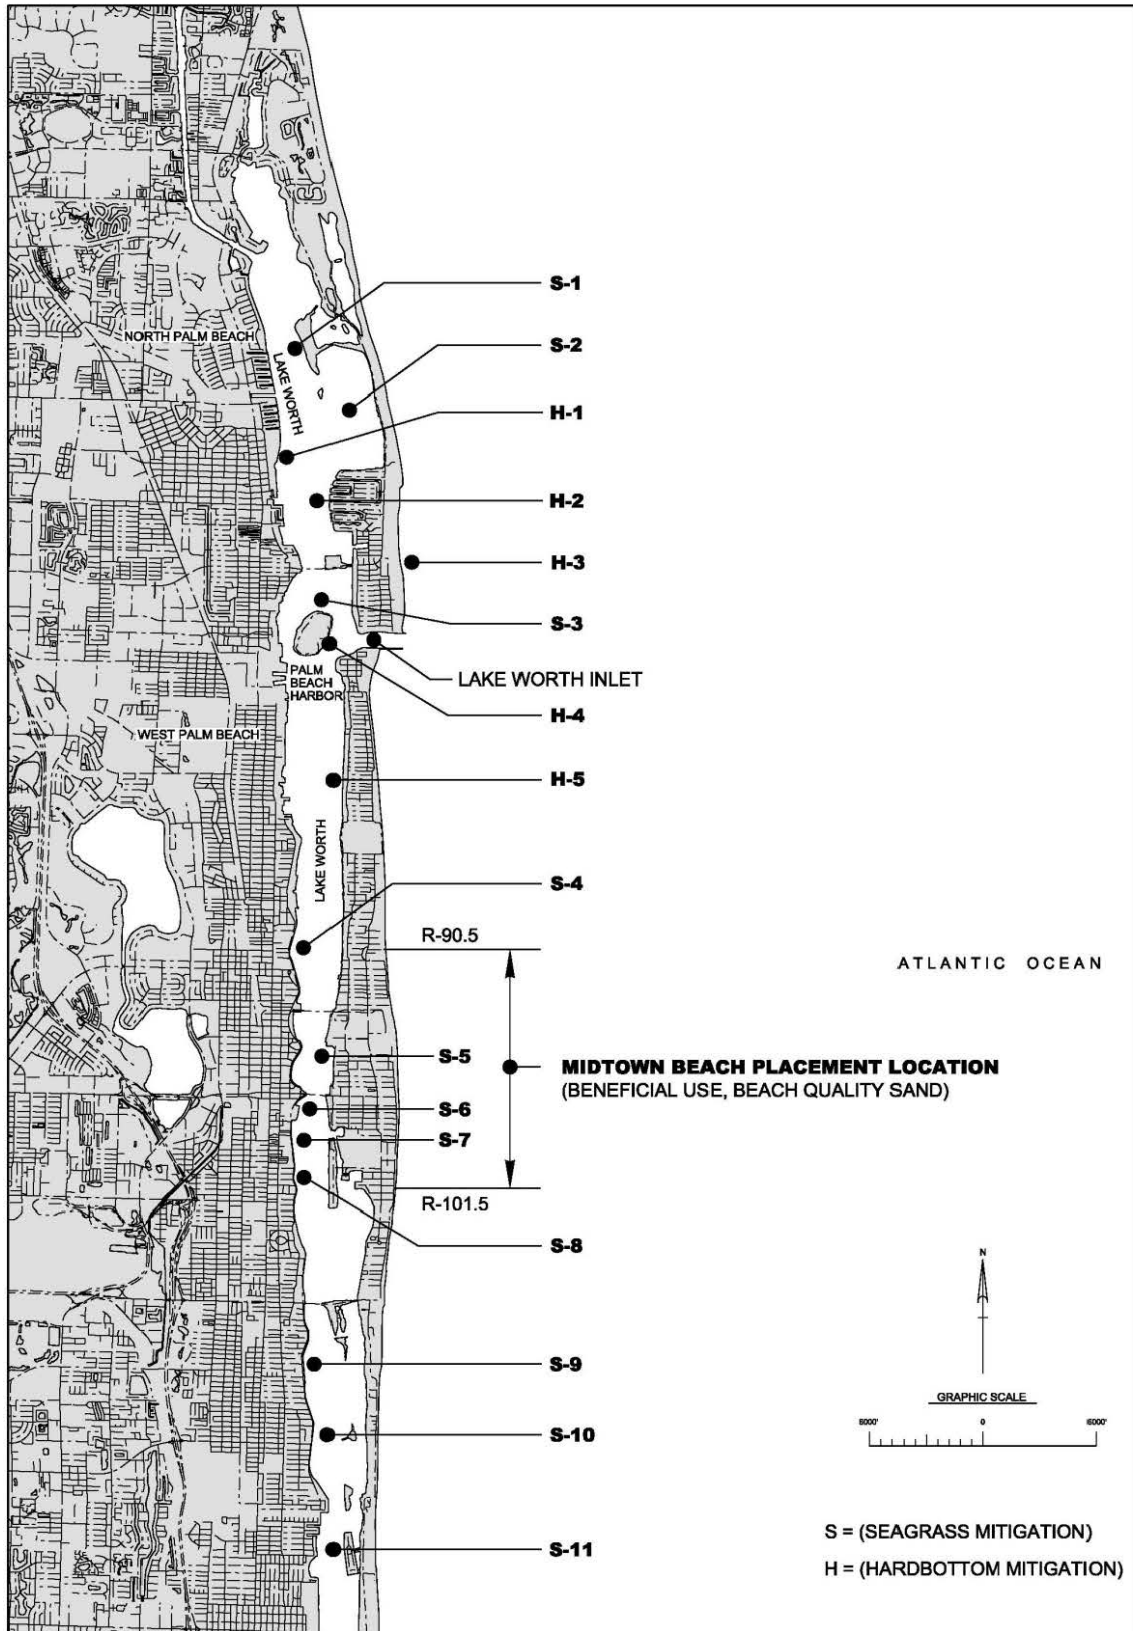 S-1
NORTH PALM BEACH
S-2
LAKE WORTH
H-1
H-2
H-3
S-3
LAKE WORTH INLET
PALM
BEACH
HARBOR
H-4
WEST PALM BEACH
H-5
LAKE WORTH
S-4
R-90.5
ATLANTIC OCEAN
S-5
MIDTOWN BEACH PLACEMENT LOCATION
(BENEFICIAL USE, BEACH QUALITY SAND)
S-6
S-7
R-101.5
S-8
N
S-9
GRAPHIC SCALE
5000' 0 5000'
S-10
S = (SEAGRASS MITIGATION)
S-11
H = (HARDBOTTOM MITIGATION)